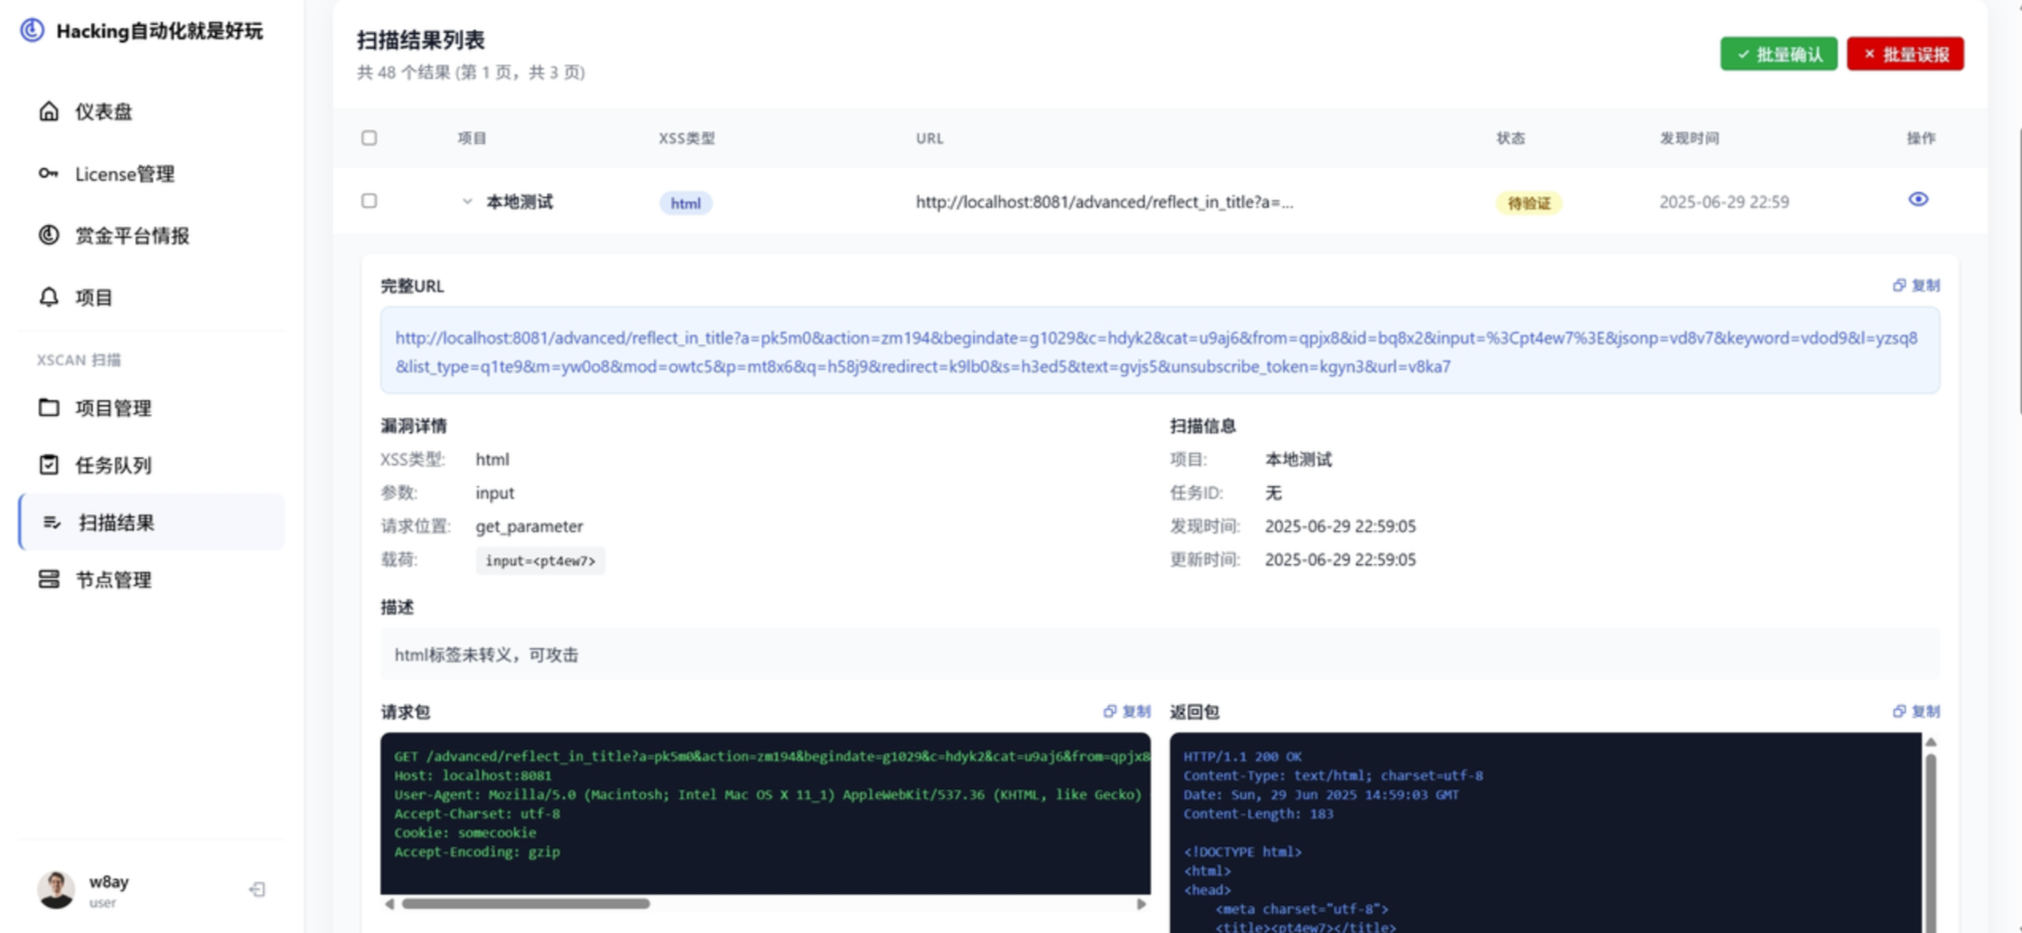 Hacking自动化就是好玩
仪表盘
License管理
赏金平台情报
项目
XSCAN 扫描
项目管理
任务队列
扫描结果
节点管理
w8ay
user
扫描结果列表
共 48 个结果 (第 1 页，共 3 页)
批量确认 批量误报
项目 XSS类型 URL 状态 发现时间 操作
本地测试 html http://localhost:8081/advanced/reflect_in_title?a=... 待验证 2025-06-29 22:59
完整URL 复制
http://localhost:8081/advanced/reflect_in_title?a=pk5m0&action=zm194&begindate=g1029&c=hdyk2&cat=u9aj6&from=qpjx8&id=bq8x2&input=%3Cpt4ew7%3E&jsonp=vd8v7&keyword=vdod9&l=yzsq8
&list_type=q1te9&m=yw0o8&mod=owtc5&p=mt8x6&q=h58j9&redirect=k9lb0&s=h3ed5&text=gvjs5&unsubscribe_token=kgyn3&url=v8ka7
漏洞详情
XSS类型: html
参数: input
请求位置: get_parameter
载荷: input=<pt4ew7>
扫描信息
项目: 本地测试
任务ID: 无
发现时间: 2025-06-29 22:59:05
更新时间: 2025-06-29 22:59:05
描述
html标签未转义，可攻击
请求包 复制
GET /advanced/reflect_in_title?a=pk5m0&action=zm194&begindate=g1029&c=hdyk2&cat=u9aj6&from=qpjx8
Host: localhost:8081
User-Agent: Mozilla/5.0 (Macintosh; Intel Mac OS X 11_1) AppleWebKit/537.36 (KHTML, like Gecko)
Accept-Charset: utf-8
Cookie: somecookie
Accept-Encoding: gzip
返回包 复制
HTTP/1.1 200 OK
Content-Type: text/html; charset=utf-8
Date: Sun, 29 Jun 2025 14:59:03 GMT
Content-Length: 183
<!DOCTYPE html>
<html>
<head>
<meta charset="utf-8">
<title><pt4ew7></title>